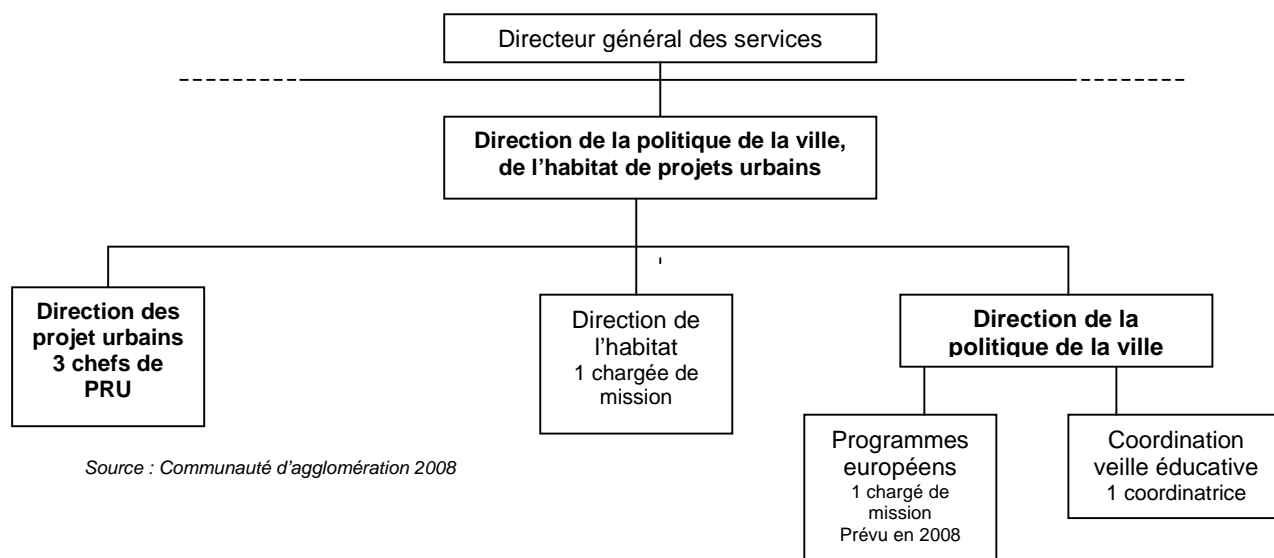 Directeur général des services
Direction de la politique de la ville,
de l’habitat de projets urbains
Direction des
projet urbains
3 chefs de
PRU
Direction de
l’habitat
1 chargée de
mission
Direction de la
politique de la ville
Programmes
européens
1 chargé de
mission
Prévu en 2008
Coordination
veille éducative
1 coordinatrice
Source : Communauté d’agglomération 2008